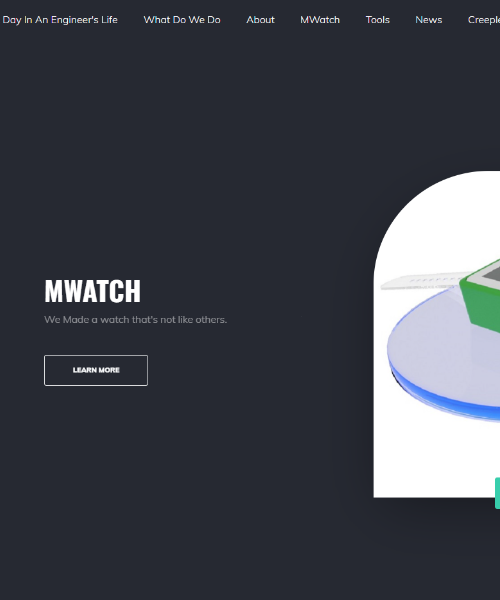 Day In An Engineer's Life What Do We Do About MWatch Tools News Creeple
MWATCH
We Made a watch that's not like others.
LEARN MORE